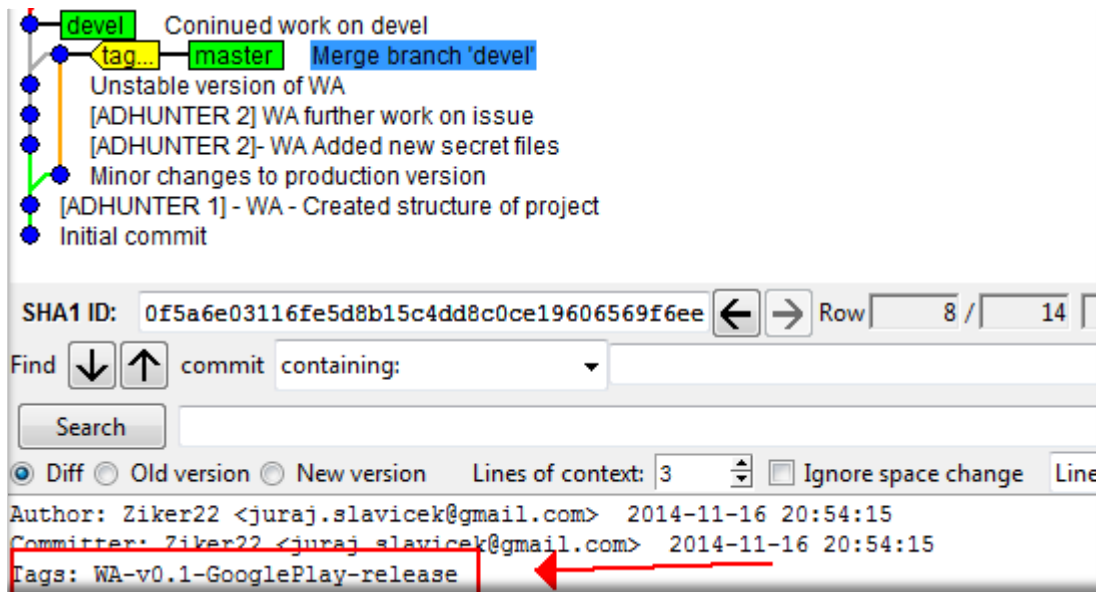 devel Coninued work on devel
tag... master Merge branch 'devel'
Unstable version of WA
[ADHUNTER 2] WA further work on issue
[ADHUNTER 2]- WA Added new secret files
Minor changes to production version
[ADHUNTER 1] - WA - Created structure of project
Initial commit
SHA1 ID: 0f5a6e03116fe5d8b15c4dd8c0ce19606569f6ee Row 8 / 14
Find commit containing:
Search
Diff Old version New version Lines of context: 3 Ignore space change Line
Author: Ziker22 <juraj.slavicek@gmail.com> 2014-11-16 20:54:15
Committer: Ziker22 <juraj.slavicek@gmail.com> 2014-11-16 20:54:15
Tags: WA-v0.1-GooglePlay-release